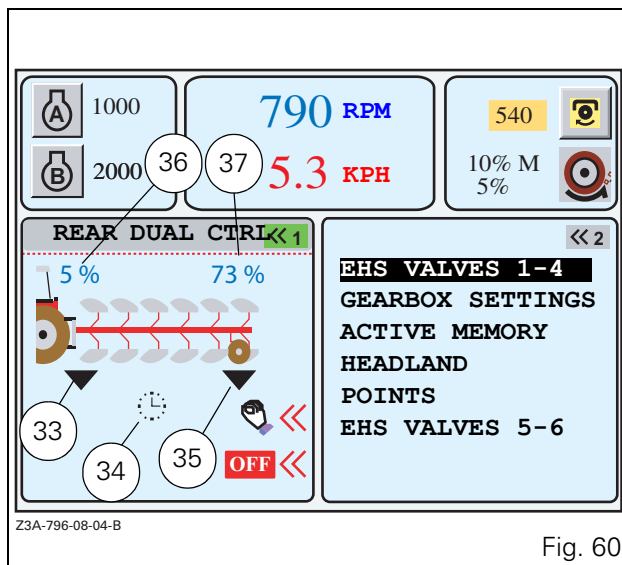 A 1000
B 2000
790 RPM
5.3 KPH
540
10% M
5%
36
37
REAR DUAL CTRL
« 1
5 %
73 %
33
34
35
OFF
« 2
EHS VALVES 1-4
GEARBOX SETTINGS
ACTIVE MEMORY
HEADLAND
POINTS
EHS VALVES 5-6
Z3A-796-08-04-B
Fig. 60